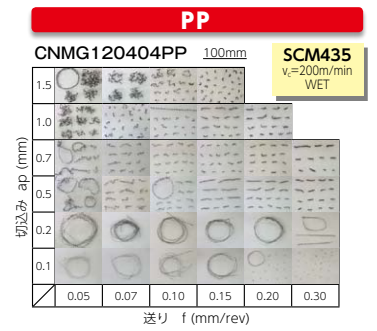 PP
CNMG120404PP 100mm
SCM435
vc=200m/min
WET
切込み ap (mm)
1.5
1.0
0.7
0.5
0.2
0.1
0.05 0.07 0.10 0.15 0.20 0.30
送り f (mm/rev)